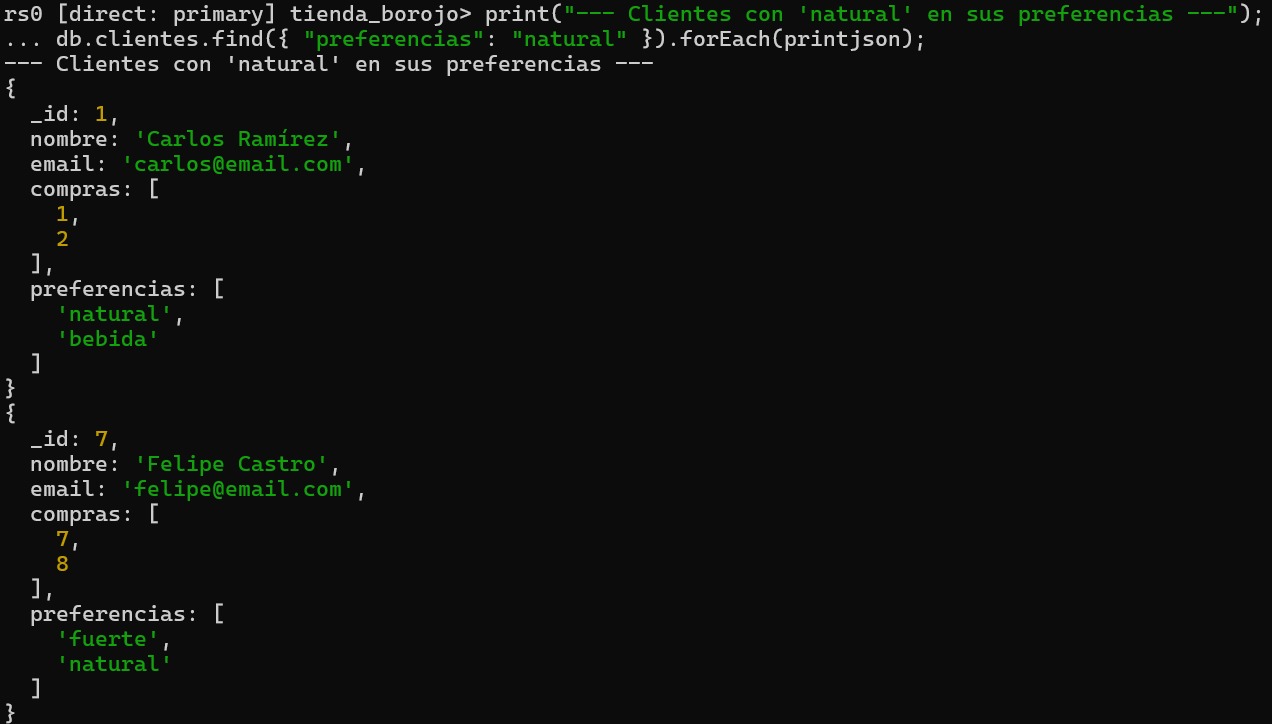 rs0 [direct: primary] tienda_borojo> print("--- Clientes con 'natural' en sus preferencias ---");
... db.clientes.find({ "preferencias": "natural" }).forEach(printjson);
--- Clientes con 'natural' en sus preferencias ---
{
  _id: 1,
  nombre: 'Carlos Ramírez',
  email: 'carlos@email.com',
  compras: [
    1,
    2
  ],
  preferencias: [
    'natural',
    'bebida'
  ]
}
{
  _id: 7,
  nombre: 'Felipe Castro',
  email: 'felipe@email.com',
  compras: [
    7,
    8
  ],
  preferencias: [
    'fuerte',
    'natural'
  ]
}